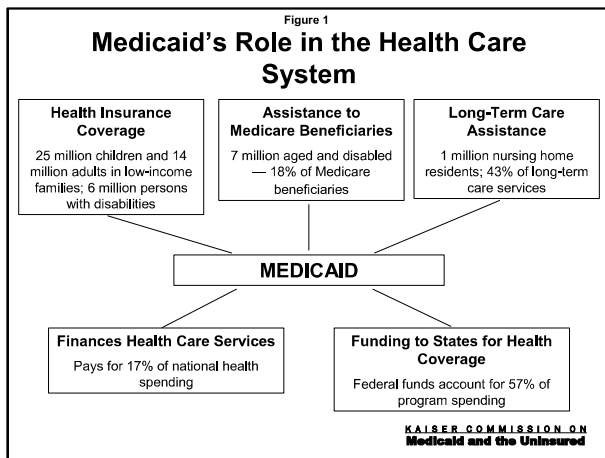 Figure 1
Medicaid's Role in the Health Care
System
Health Insurance
Coverage
25 million children and 14
million adults in low-income
families; 6 million persons
with disabilities
Assistance to
Medicare Beneficiaries
7 million aged and disabled
— 18% of Medicare
beneficiaries
Long-Term Care
Assistance
1 million nursing home
residents; 43% of long-term
care services
MEDICAID
Finances Health Care Services
Pays for 17% of national health
spending
Funding to States for Health
Coverage
Federal funds account for 57% of
program spending
KAISER COMMISSION ON
Medicaid and the Uninsured